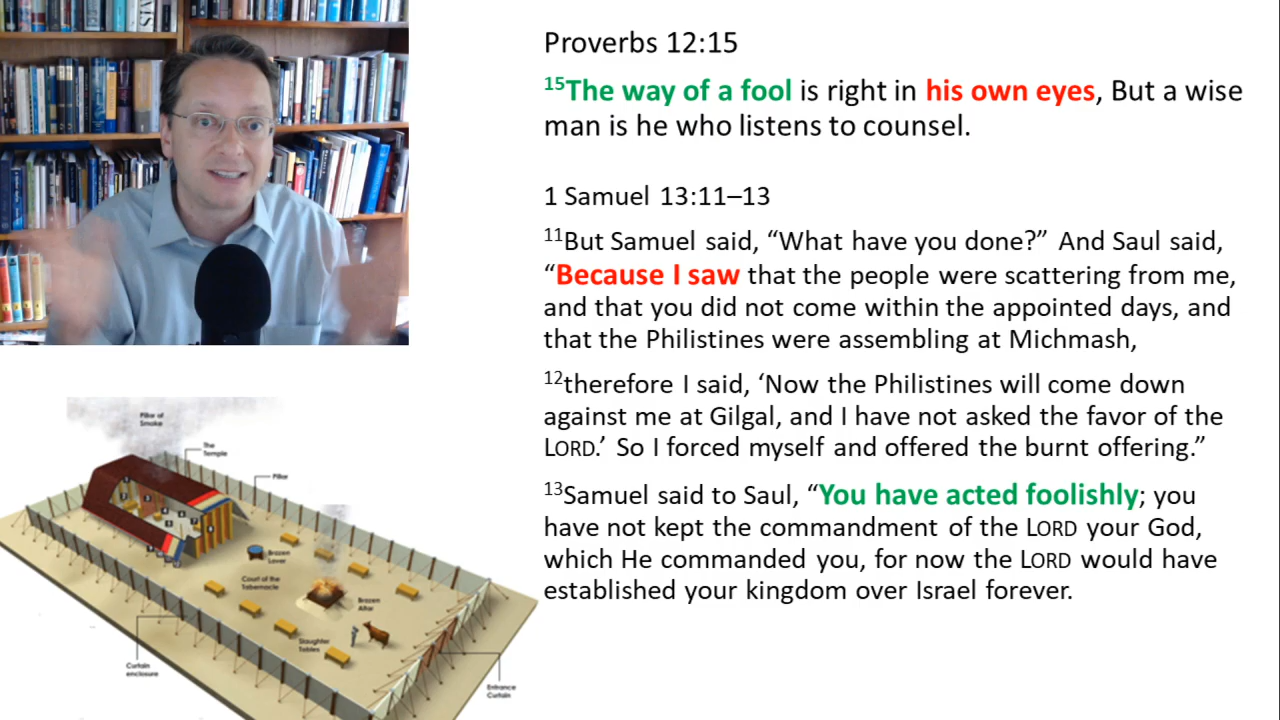 Proverbs 12:15
15The way of a fool is right in his own eyes, But a wise
man is he who listens to counsel.
1 Samuel 13:11–13
11But Samuel said, “What have you done?” And Saul said,
“Because I saw that the people were scattering from me,
and that you did not come within the appointed days, and
that the Philistines were assembling at Michmash,
12therefore I said, ‘Now the Philistines will come down
against me at Gilgal, and I have not asked the favor of the
LORD.’ So I forced myself and offered the burnt offering.”
13Samuel said to Saul, “You have acted foolishly; you
have not kept the commandment of the LORD your God,
which He commanded you, for now the LORD would have
established your kingdom over Israel forever.
Pillar of
Smoke
The
Temple
Pillar
Brazen
Laver
Court of the
Tabernacle
Brazen
Altar
Slaughter
Tables
Curtain
enclosure
Entrance
Curtain